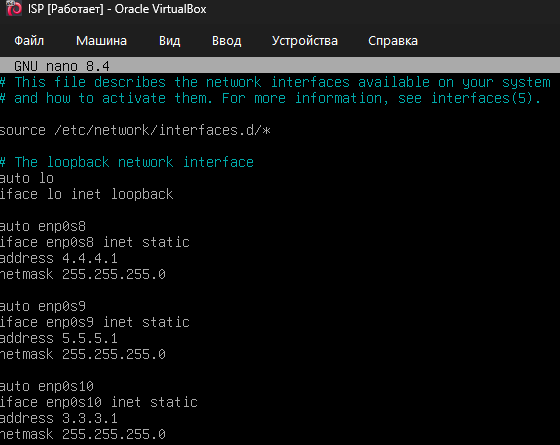 ISP [Работает] - Oracle VirtualBox
Файл Машина Вид Ввод Устройства Справка
GNU nano 8.4
# This file describes the network interfaces available on your system
# and how to activate them. For more information, see interfaces(5).
source /etc/network/interfaces.d/*
# The loopback network interface
auto lo
iface lo inet loopback
auto enp0s8
iface enp0s8 inet static
address 4.4.4.1
netmask 255.255.255.0
auto enp0s9
iface enp0s9 inet static
address 5.5.5.1
netmask 255.255.255.0
auto enp0s10
iface enp0s10 inet static
address 3.3.3.1
netmask 255.255.255.0